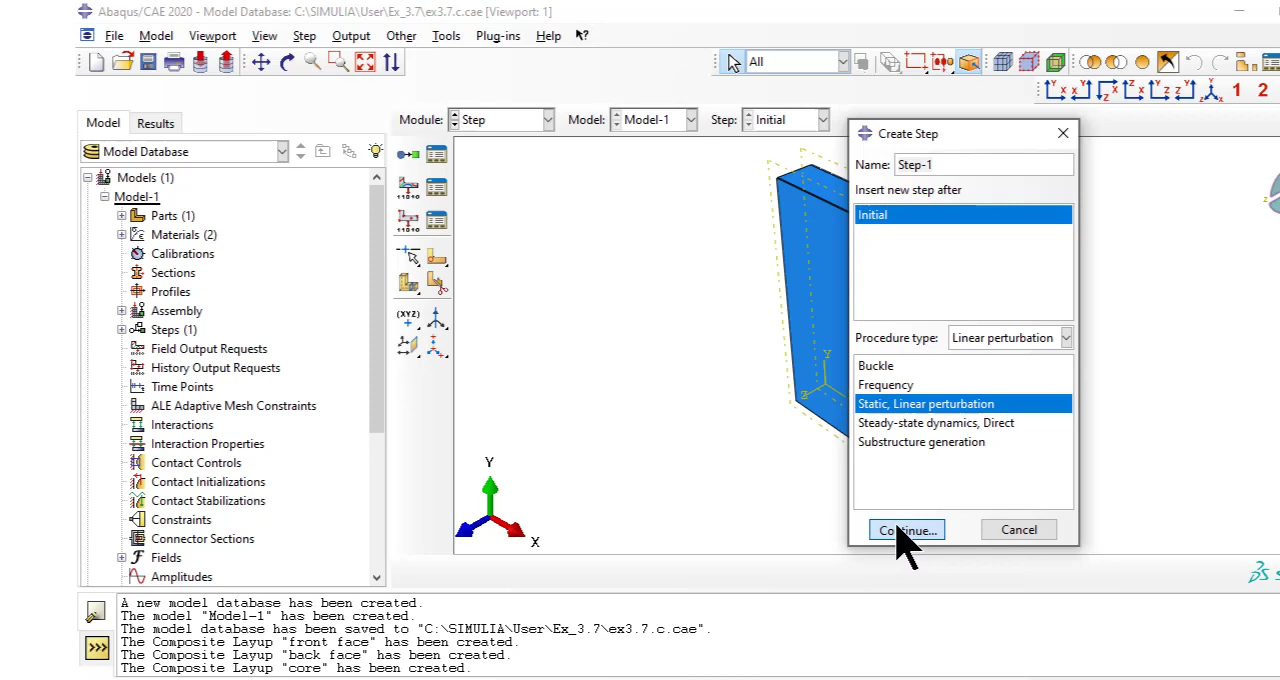 Abaqus/CAE 2020 - Model Database: C:\SIMULIA\User\Ex_3.7\ex3.7.c.cae [Viewport: 1]
File Model Viewport View Step Output Other Tools Plug-ins Help
All
1 2
Model Results
Module: Step Model: Model-1 Step: Initial
Model Database
Models (1)
Model-1
Parts (1)
Materials (2)
Calibrations
Sections
Profiles
Assembly
Steps (1)
Field Output Requests
History Output Requests
Time Points
ALE Adaptive Mesh Constraints
Interactions
Interaction Properties
Contact Controls
Contact Initializations
Contact Stabilizations
Constraints
Connector Sections
Fields
Amplitudes
(XYZ)
Y
Z
Y
X
Create Step
Name: Step-1
Insert new step after
Initial
Procedure type: Linear perturbation
Buckle
Frequency
Static, Linear perturbation
Steady-state dynamics, Direct
Substructure generation
Cancel
A new model database has been created.
The model "Model-1" has been created.
The model database has been saved to "C:\SIMULIA\User\Ex_3.7\ex3.7.c.cae".
The Composite Layup "front face" has been created.
The Composite Layup "back face" has been created.
The Composite Layup "core" has been created.